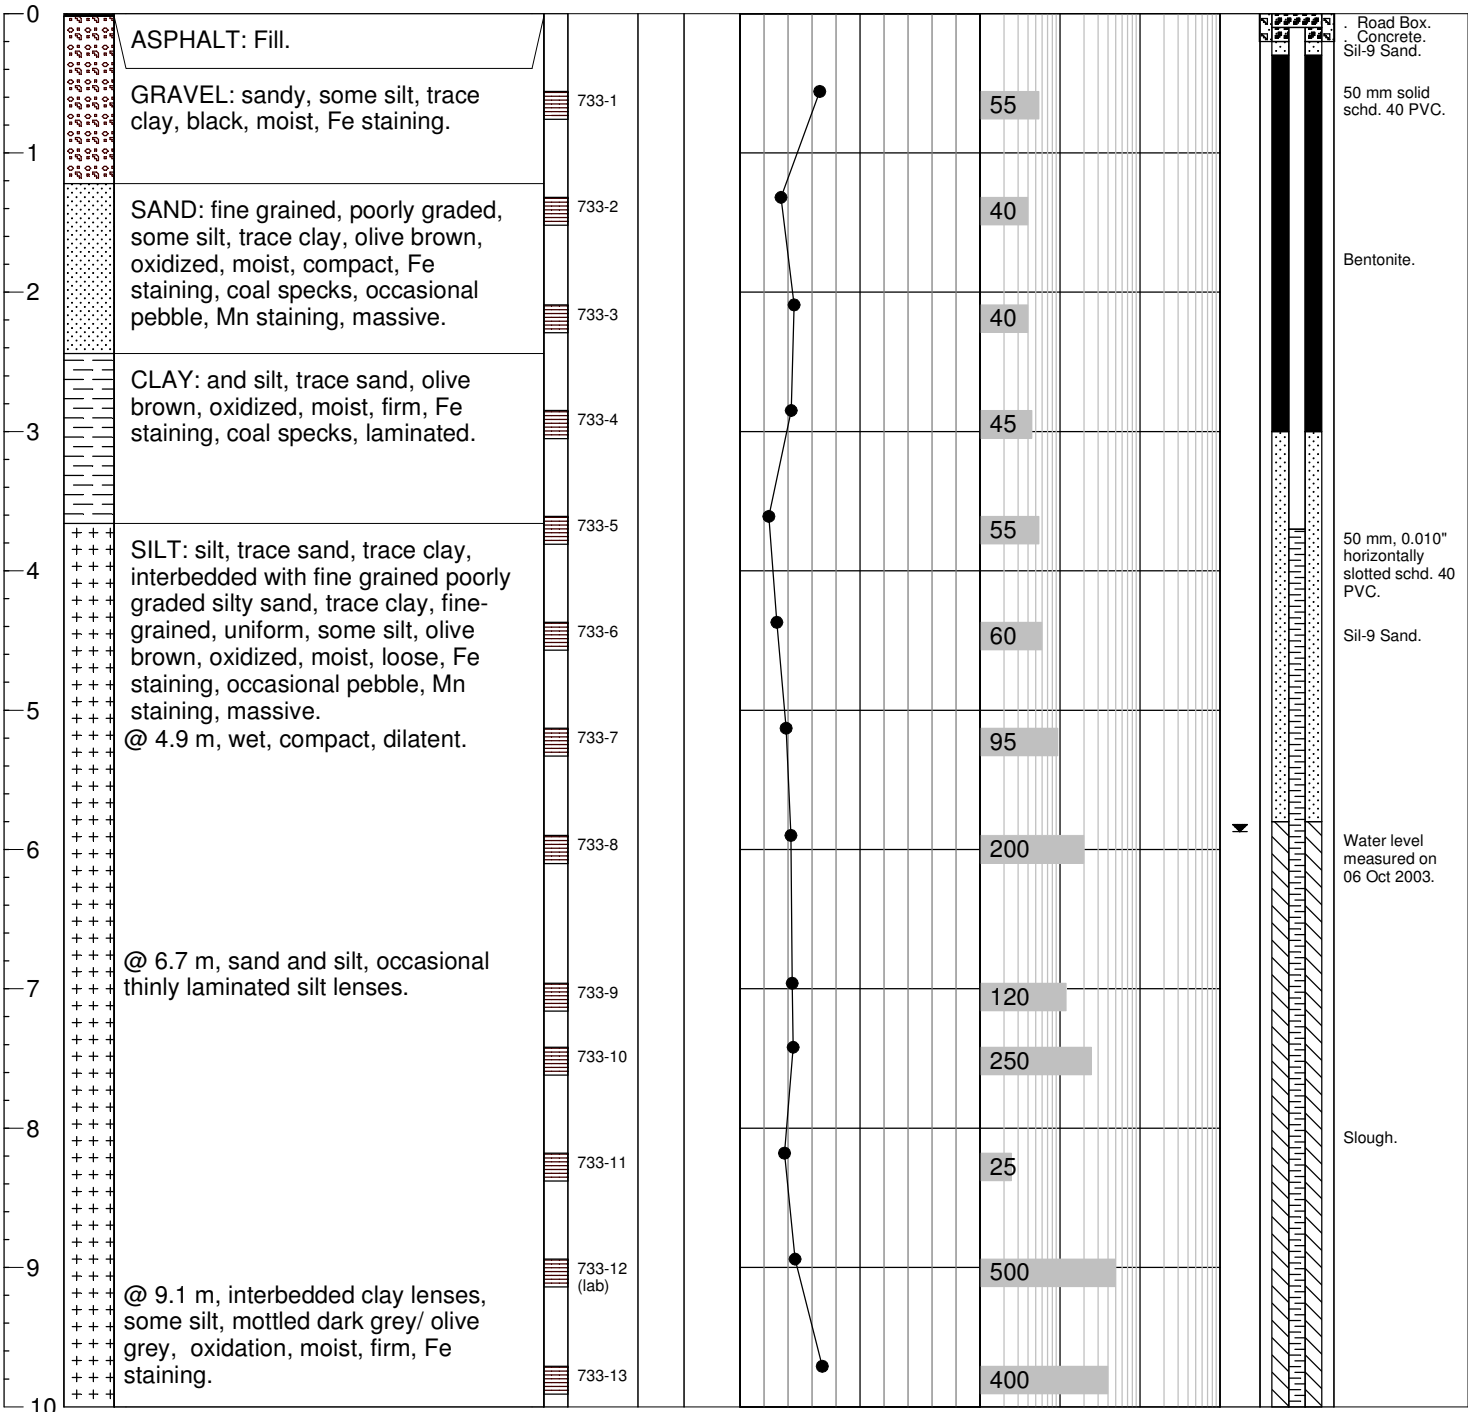 0
ASPHALT: Fill.
. Road Box.
. Concrete.
Sil-9 Sand.
GRAVEL: sandy, some silt, trace
clay, black, moist, Fe staining.
733-1
55
50 mm solid
schd. 40 PVC.
1
SAND: fine grained, poorly graded,
some silt, trace clay, olive brown,
oxidized, moist, compact, Fe
staining, coal specks, occasional
pebble, Mn staining, massive.
733-2
40
Bentonite.
2
733-3
40
CLAY: and silt, trace sand, olive
brown, oxidized, moist, firm, Fe
staining, coal specks, laminated.
733-4
45
3
733-5
55
SILT: silt, trace sand, trace clay,
interbedded with fine grained poorly
graded silty sand, trace clay, fine-
grained, uniform, some silt, olive
brown, oxidized, moist, loose, Fe
staining, occasional pebble, Mn
staining, massive.
@ 4.9 m, wet, compact, dilatent.
50 mm, 0.010"
horizontally
slotted schd. 40
PVC.
4
733-6
60
Sil-9 Sand.
5
733-7
95
733-8
200
6
Water level
measured on
06 Oct 2003.
@ 6.7 m, sand and silt, occasional
thinly laminated silt lenses.
7
733-9
120
733-10
250
8
733-11
25
Slough.
9
733-12
(lab)
500
@ 9.1 m, interbedded clay lenses,
some silt, mottled dark grey/ olive
grey, oxidation, moist, firm, Fe
staining.
733-13
400
10